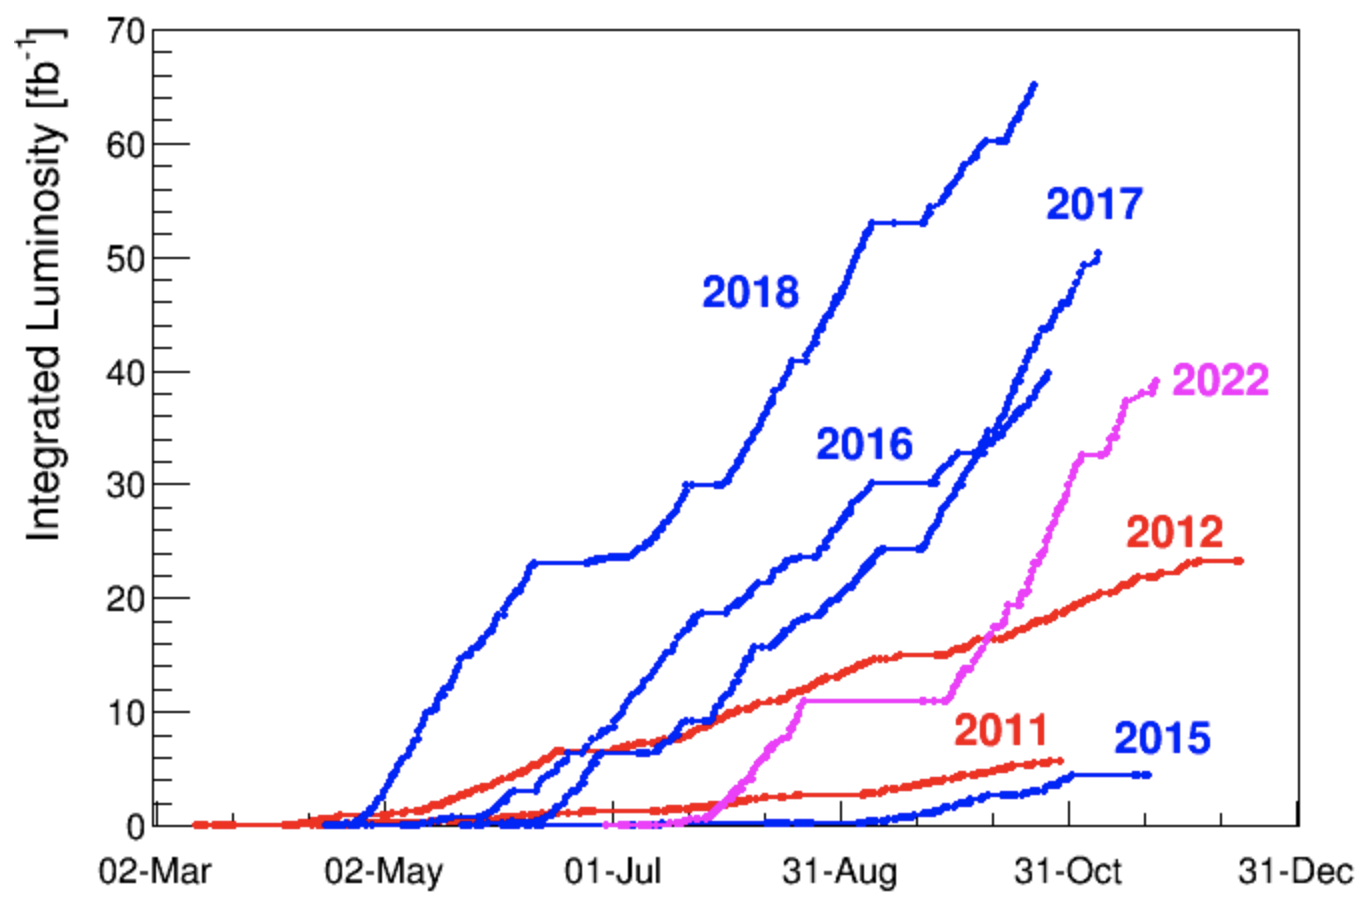 Integrated Luminosity [fb⁻¹]
70
60
50
40
30
20
10
0
2018
2017
2016
2022
2012
2011
2015
02-Mar
02-May
01-Jul
31-Aug
31-Oct
31-Dec